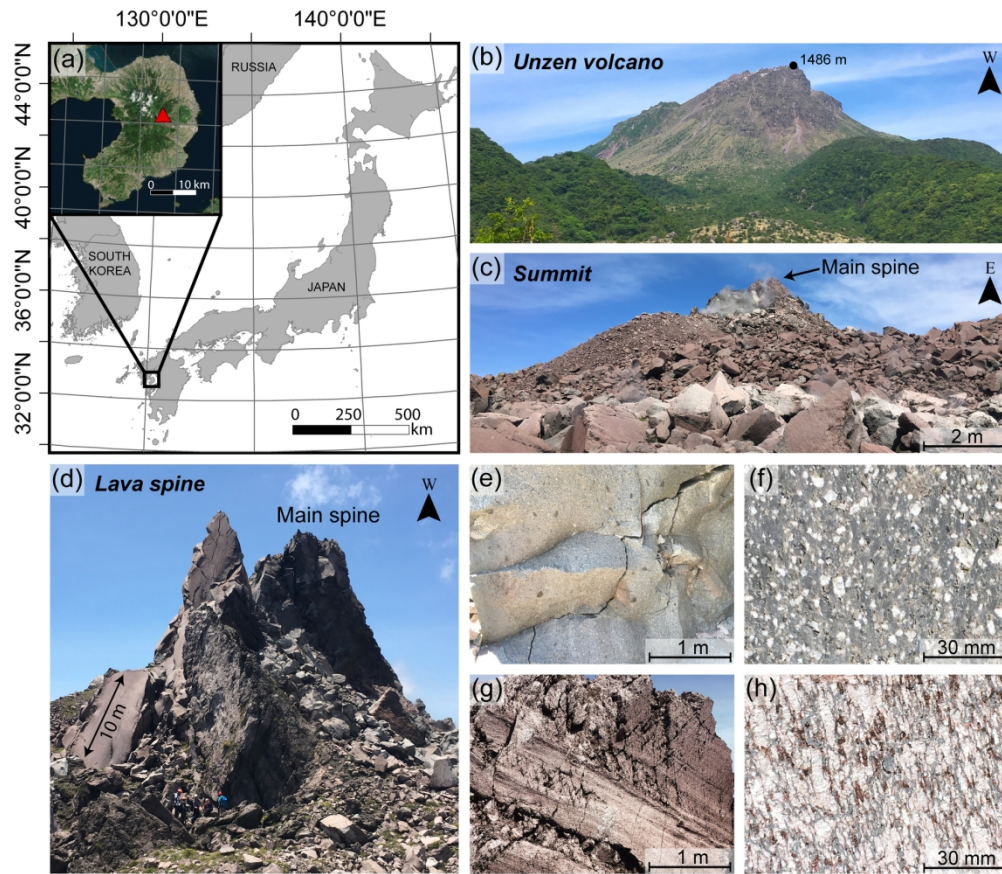 130°0'0"E
140°0'0"E
(a)
RUSSIA
0 10 km
SOUTH
KOREA
JAPAN
0 250 500
km
44°0'0"N
40°0'0"N
36°0'0"N
32°0'0"N
(b) Unzen volcano
1486 m
W
(c) Summit
Main spine
E
2 m
(d) Lava spine
Main spine
W
10 m
(e)
1 m
(f)
30 mm
(g)
1 m
(h)
30 mm